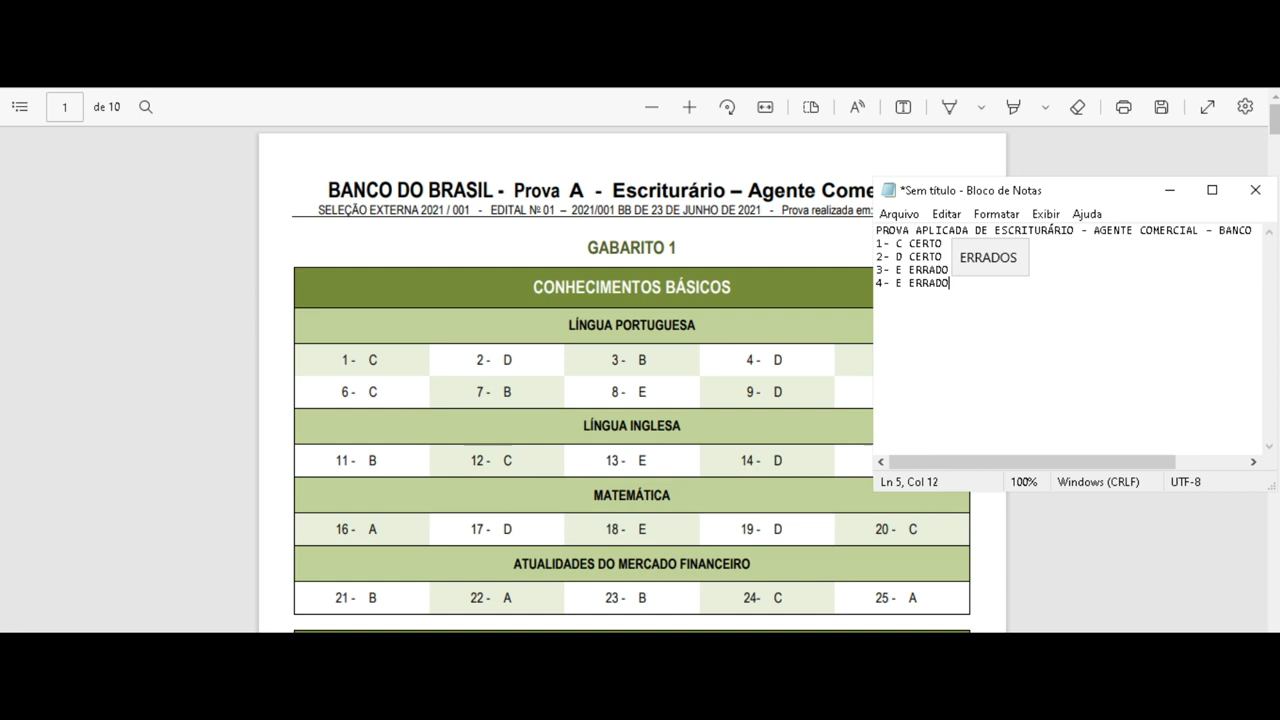 1 de 10
BANCO DO BRASIL - Prova A - Escriturário – Agente Come
SELEÇÃO EXTERNA 2021 / 001 - EDITAL Nº 01 – 2021/001 BB DE 23 DE JUNHO DE 2021 - Prova realizada em:
GABARITO 1
CONHECIMENTOS BÁSICOS
LÍNGUA PORTUGUESA
1 - C 2 - D 3 - B 4 - D
6 - C 7 - B 8 - E 9 - D
LÍNGUA INGLESA
11 - B 12 - C 13 - E 14 - D
MATEMÁTICA
16 - A 17 - D 18 - E 19 - D 20 - C
ATUALIDADES DO MERCADO FINANCEIRO
21 - B 22 - A 23 - B 24- C 25 - A
*Sem título - Bloco de Notas
Arquivo Editar Formatar Exibir Ajuda
PROVA APLICADA DE ESCRITURÁRIO - AGENTE COMERCIAL - BANCO
1- C CERTO
2- D CERTO
3- E ERRADO
4- E ERRADO
ERRADOS
Ln 5, Col 12 100% Windows (CRLF) UTF-8